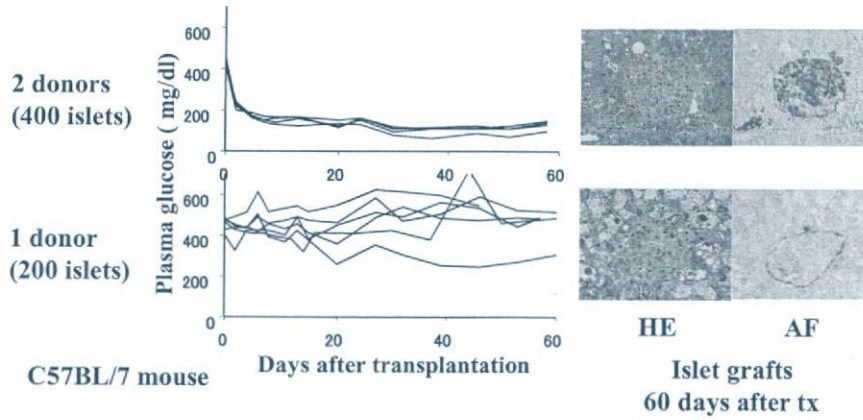 2 donors
(400 islets)
1 donor
(200 islets)
Plasma glucose ( mg/dl)
600
400
200
0
0
20
40
60
600
400
200
0
0
20
40
60
Days after transplantation
C57BL/7 mouse
HE
AF
Islet grafts
60 days after tx